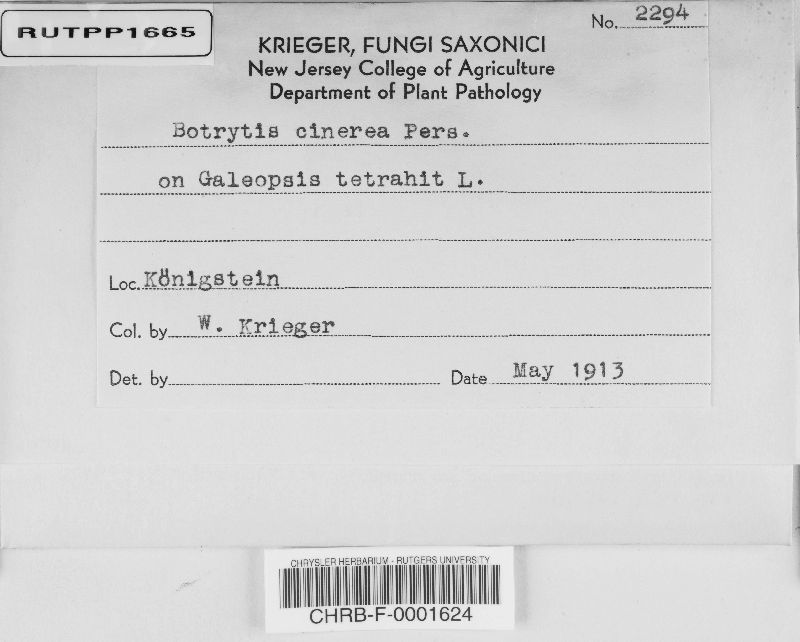 RUTPP1665
No. 2294
KRIEGER, FUNGI SAXONICI
New Jersey College of Agriculture
Department of Plant Pathology
Botrytis cinerea Pers.
on Galeopsis tetrahit L.
Loc. Königstein
Col. by W. Krieger
Det. by
Date May 1913
CHRYSLER HERBARIUM - RUTGERS UNIVERSITY
CHRB-F-0001624